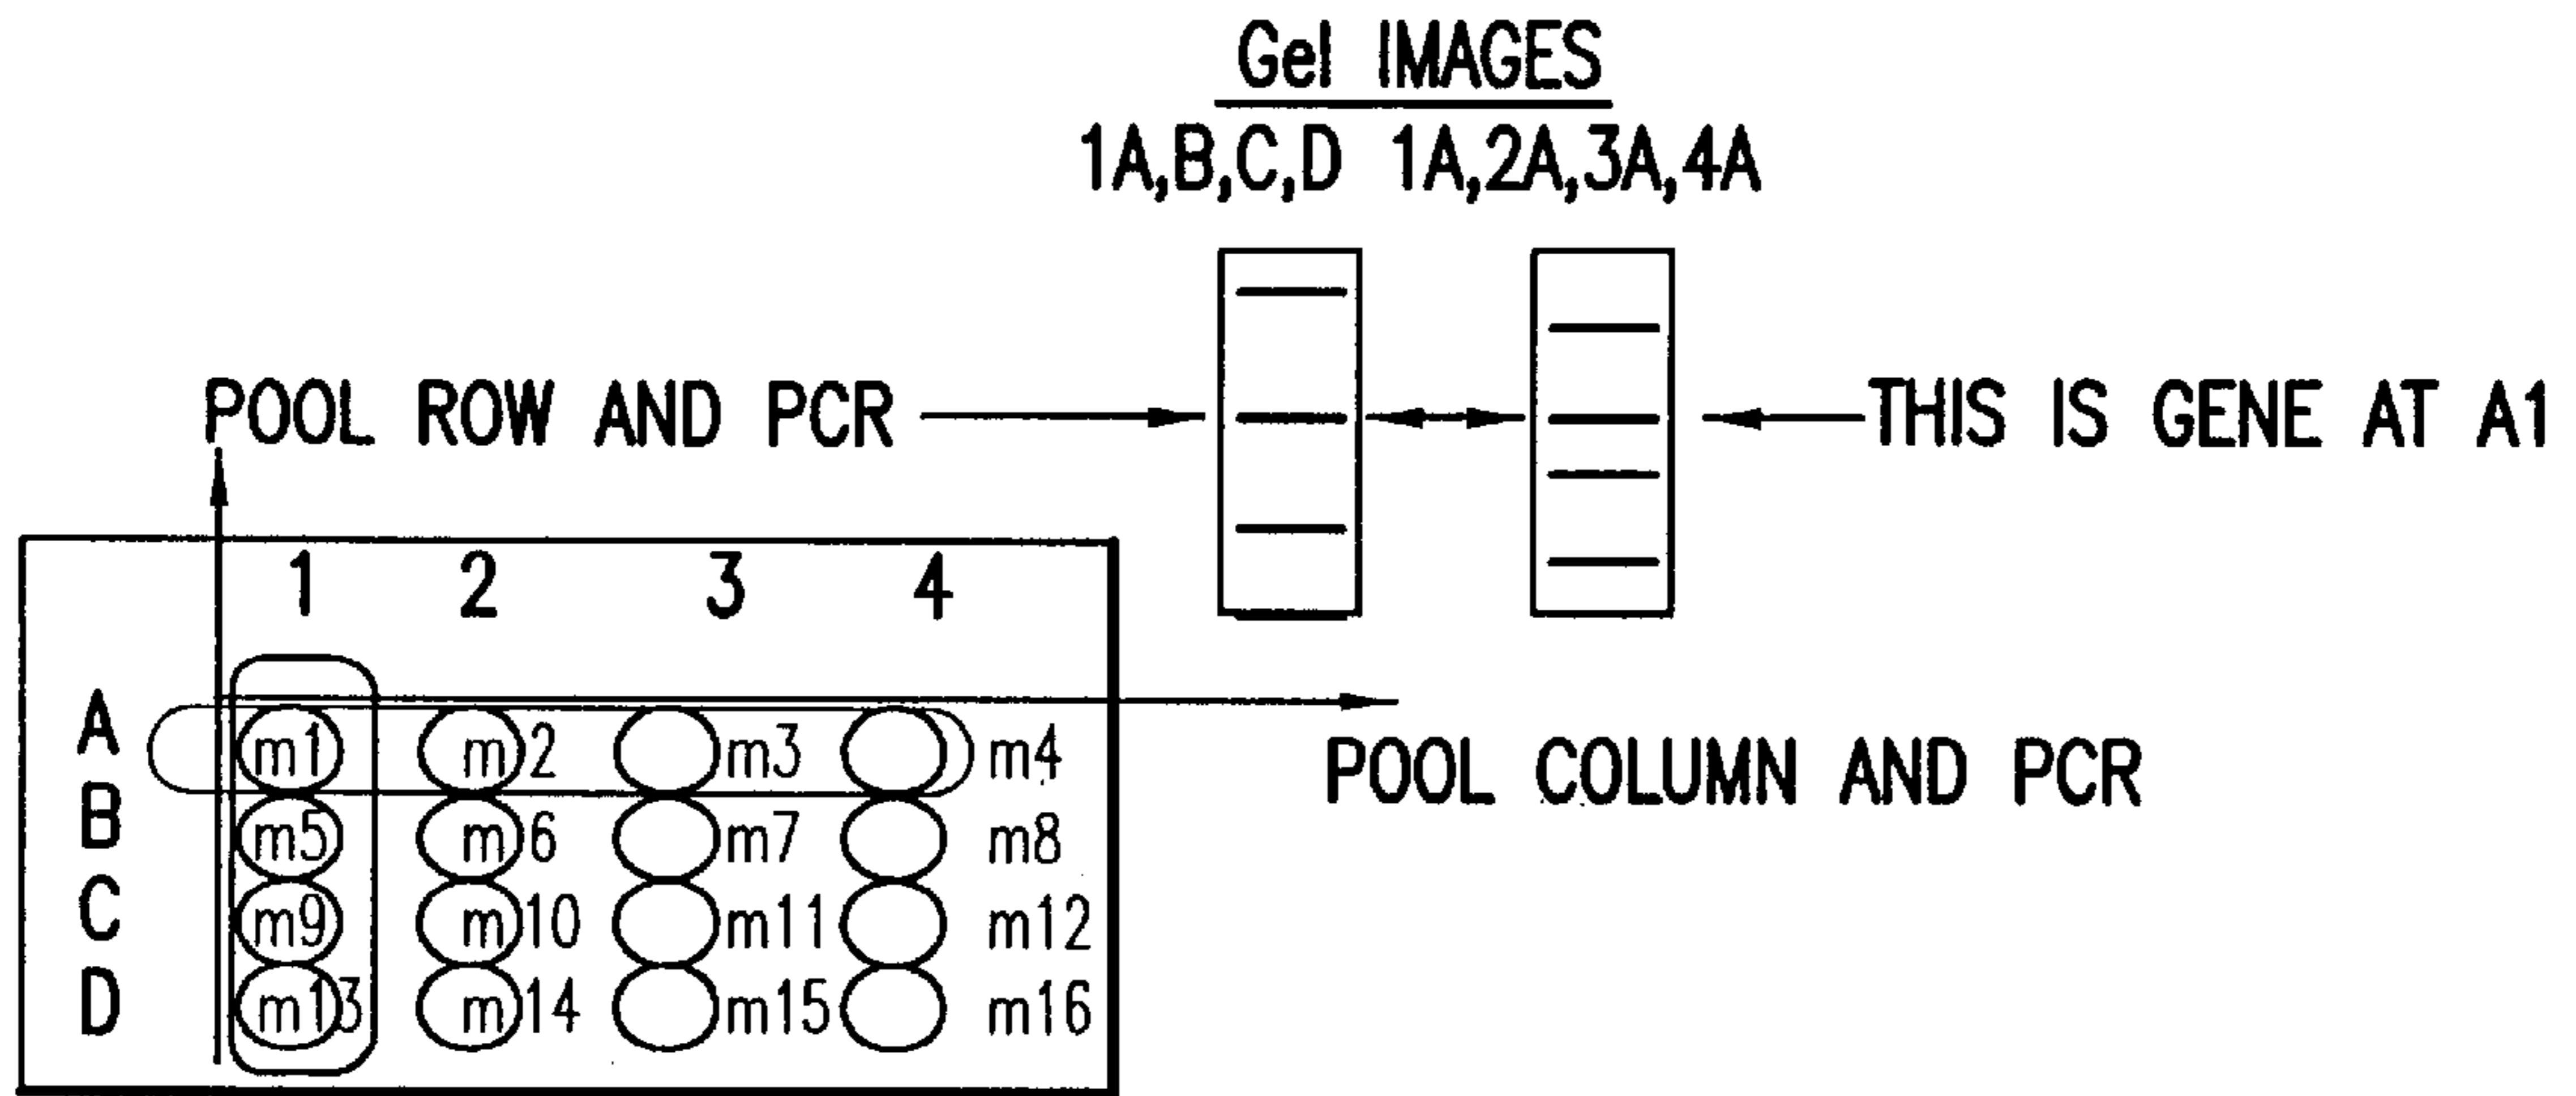 Gel IMAGES
1A,B,C,D 1A,2A,3A,4A
POOL ROW AND PCR
THIS IS GENE AT A1
1 2 3 4
A m1 m2 m3 m4
POOL COLUMN AND PCR
B m5 m6 m7 m8
C m9 m10 m11 m12
D m13 m14 m15 m16